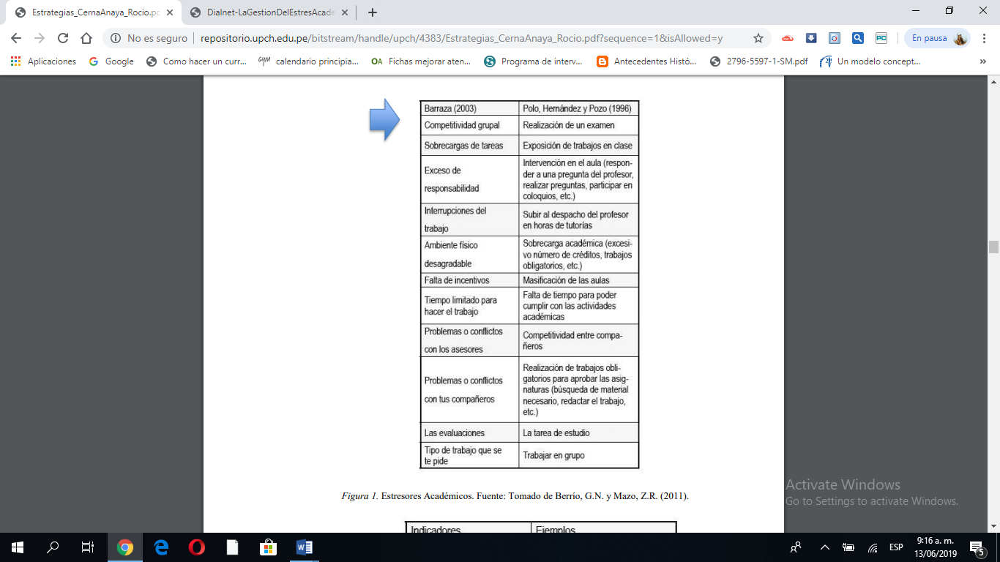 Estrategias_CernaAnaya_Rocio.pd
Dialnet-LaGestionDelEstresAcade
No es seguro
repositorio.upch.edu.pe/bitstream/handle/upch/4383/Estrategias_CernaAnaya_Rocio.pdf?sequence=1&isAllowed=y
PC
En pausa
Aplicaciones
Google
Como hacer un curr...
GYM calendario principia...
OA Fichas mejorar aten...
Programa de interv...
Antecedentes Histó...
2796-5597-1-SM.pdf
Un modelo concept...
»
Barraza (2003)
Polo, Hernández y Pozo (1996)
Competitividad grupal
Realización de un examen
Sobrecargas de tareas
Exposición de trabajos en clase
Exceso de
responsabilidad
Intervención en el aula (respon-
der a una pregunta del profesor,
realizar preguntas, participar en
coloquios, etc.)
Interrupciones del
trabajo
Subir al despacho del profesor
en horas de tutorías
Ambiente físico
desagradable
Sobrecarga académica (excesi-
vo número de créditos, trabajos
obligatorios, etc.)
Falta de incentivos
Masificación de las aulas
Tiempo limitado para
hacer el trabajo
Falta de tiempo para poder
cumplir con las actividades
académicas
Problemas o conflictos
con los asesores
Competitividad entre compa-
ñeros
Problemas o conflictos
con tus compañeros
Realización de trabajos obli-
gatorios para aprobar las asig-
naturas (búsqueda de material
necesario, redactar el trabajo,
etc.)
Las evaluaciones
La tarea de estudio
Tipo de trabajo que se
te pide
Trabajar en grupo
Figura 1. Estresores Académicos. Fuente: Tomado de Berrío, G.N. y Mazo, Z.R. (2011).
Indicadores
Ejemplos
Activate Windows
Go to Settings to activate Windows.
ESP
9:16 a. m.
13/06/2019
5